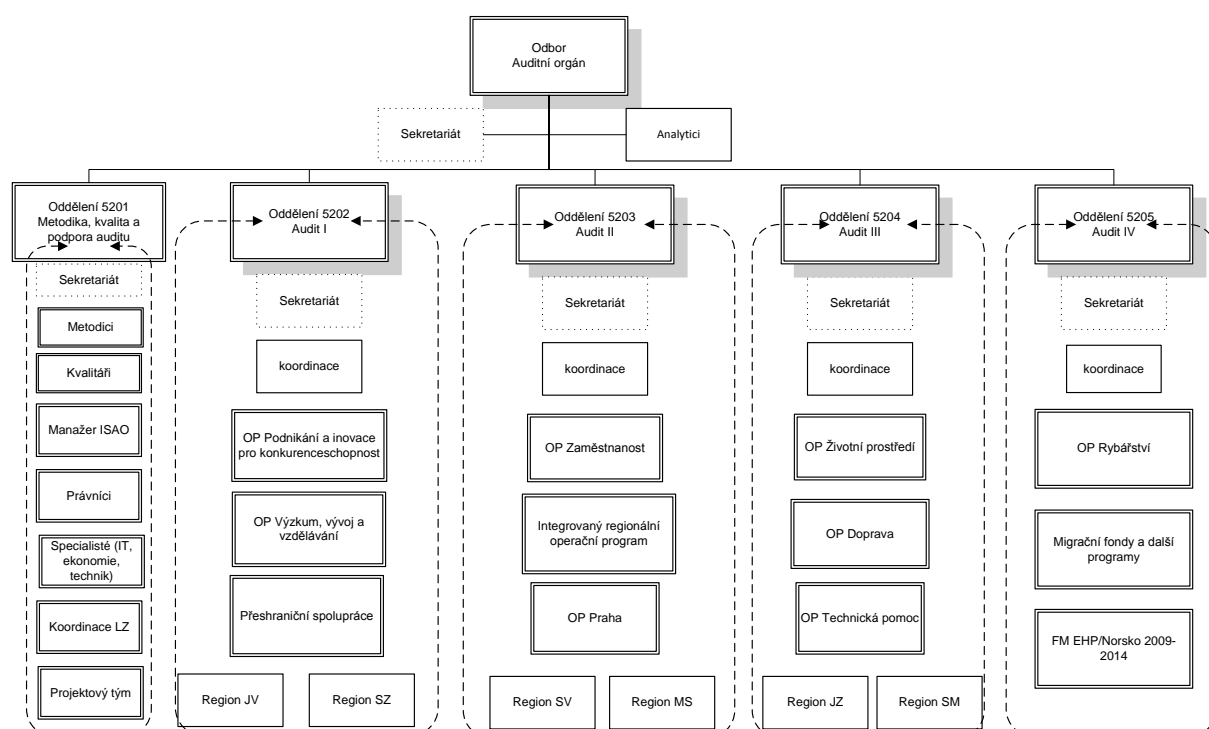 Odbor
Auditní orgán
Sekretariát
Analytici
Oddělení 5201
Metodika, kvalita a
podpora auditu
Sekretariát
Metodici
Kvalitáři
Manažer ISAO
Právníci
Specialisté (IT,
ekonomie,
technik)
Koordinace LZ
Projektový tým
Oddělení 5202
Audit I
Sekretariát
koordinace
OP Podnikání a inovace
pro konkurenceschopnost
OP Výzkum, vývoj a
vzdělávání
Přeshraniční spolupráce
Region JV
Region SZ
Oddělení 5203
Audit II
Sekretariát
koordinace
OP Zaměstnanost
Integrovaný regionální
operační program
OP Praha
Region SV
Region MS
Oddělení 5204
Audit III
Sekretariát
koordinace
OP Životní prostředí
OP Doprava
OP Technická pomoc
Region JZ
Region SM
Oddělení 5205
Audit IV
Sekretariát
koordinace
OP Rybářství
Migrační fondy a další
programy
FM EHP/Norsko 2009-
2014